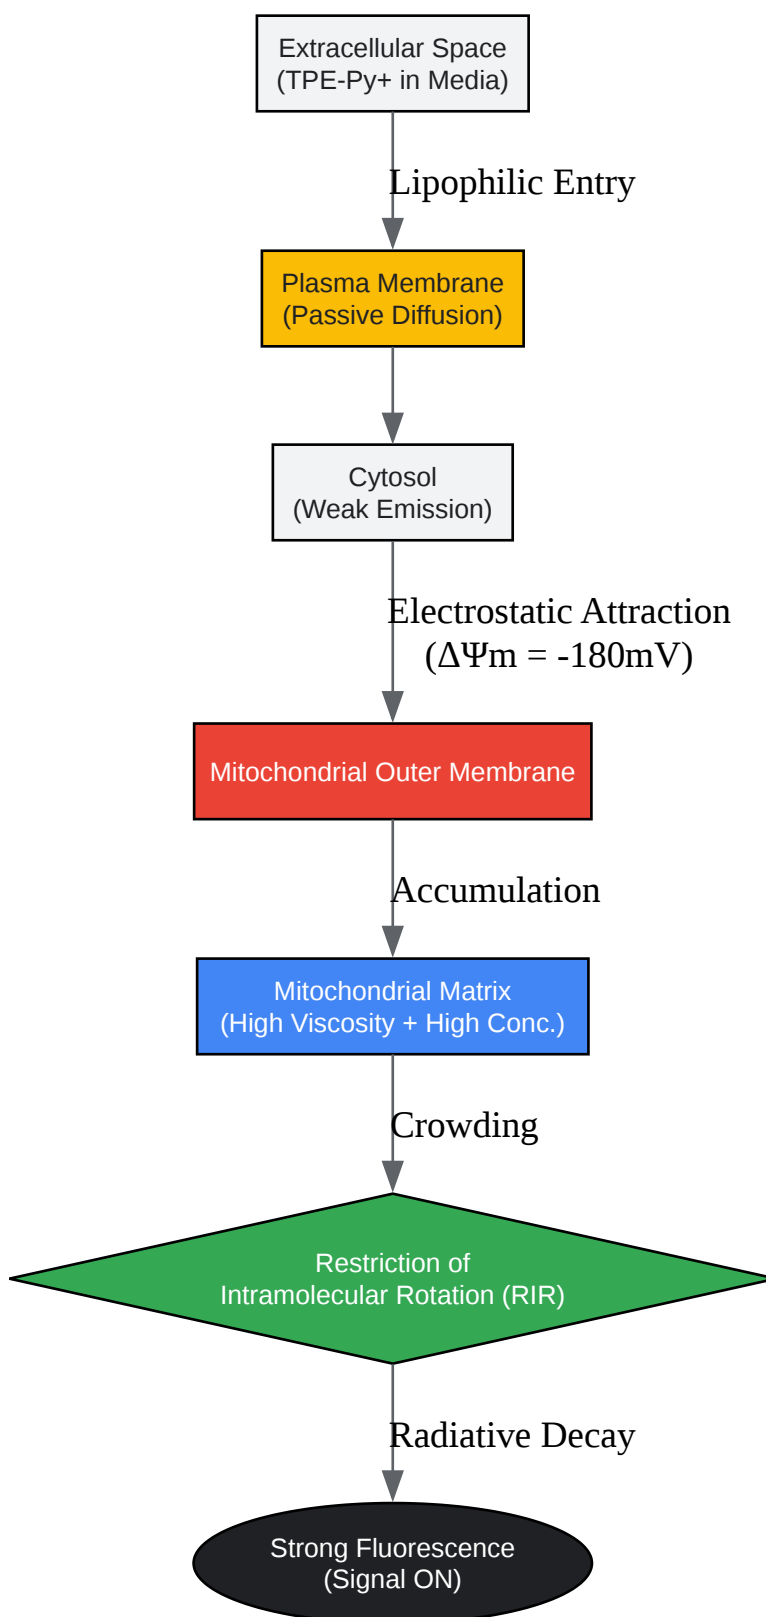 Extracellular Space
(TPE-Py+ in Media)
Lipophilic Entry
Plasma Membrane
(Passive Diffusion)
Cytosol
(Weak Emission)
Electrostatic Attraction
(ΔΨm = -180mV)
Mitochondrial Outer Membrane
Accumulation
Mitochondrial Matrix
(High Viscosity + High Conc.)
Crowding
Restriction of
Intramolecular Rotation (RIR)
Radiative Decay
Strong Fluorescence
(Signal ON)